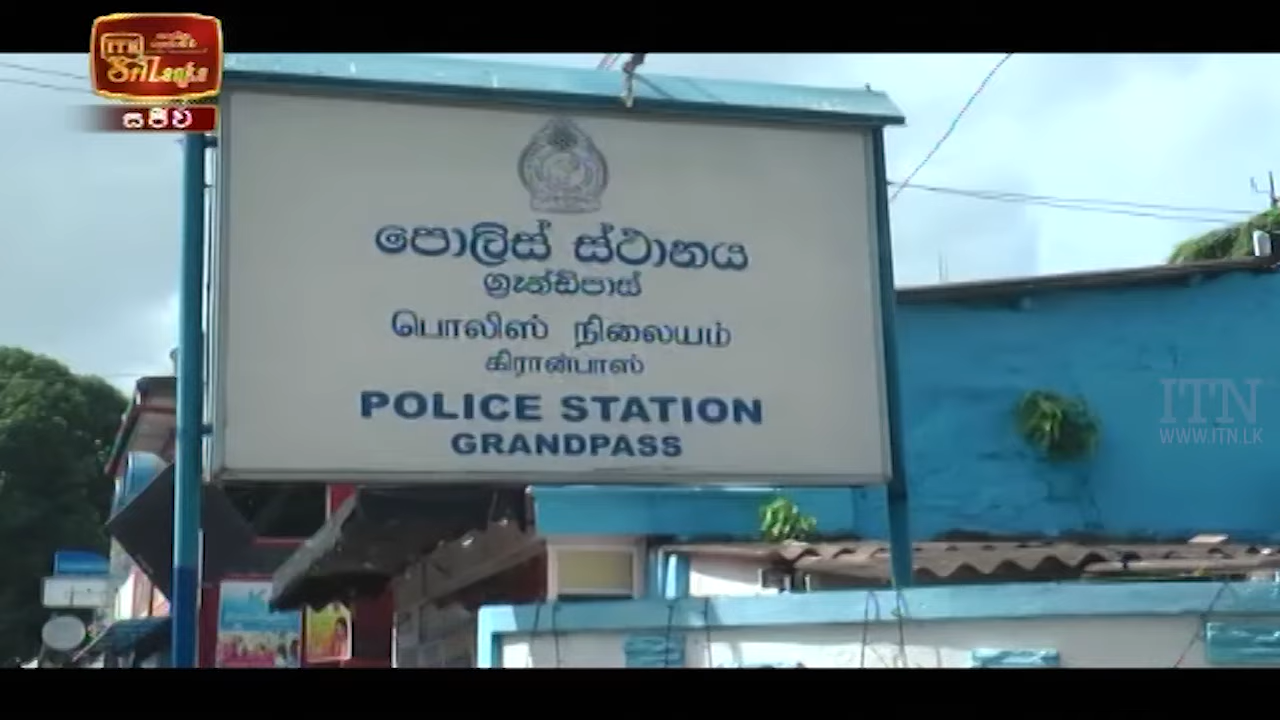 ITN
Sri Lanka
සජීව
පොලිස් ස්ථානය
ග්‍රෑන්ඩ්පාස්
பொலிஸ் நிலையம்
கிரான்பாஸ்
POLICE STATION
GRANDPASS
ITN
WWW.ITN.LK